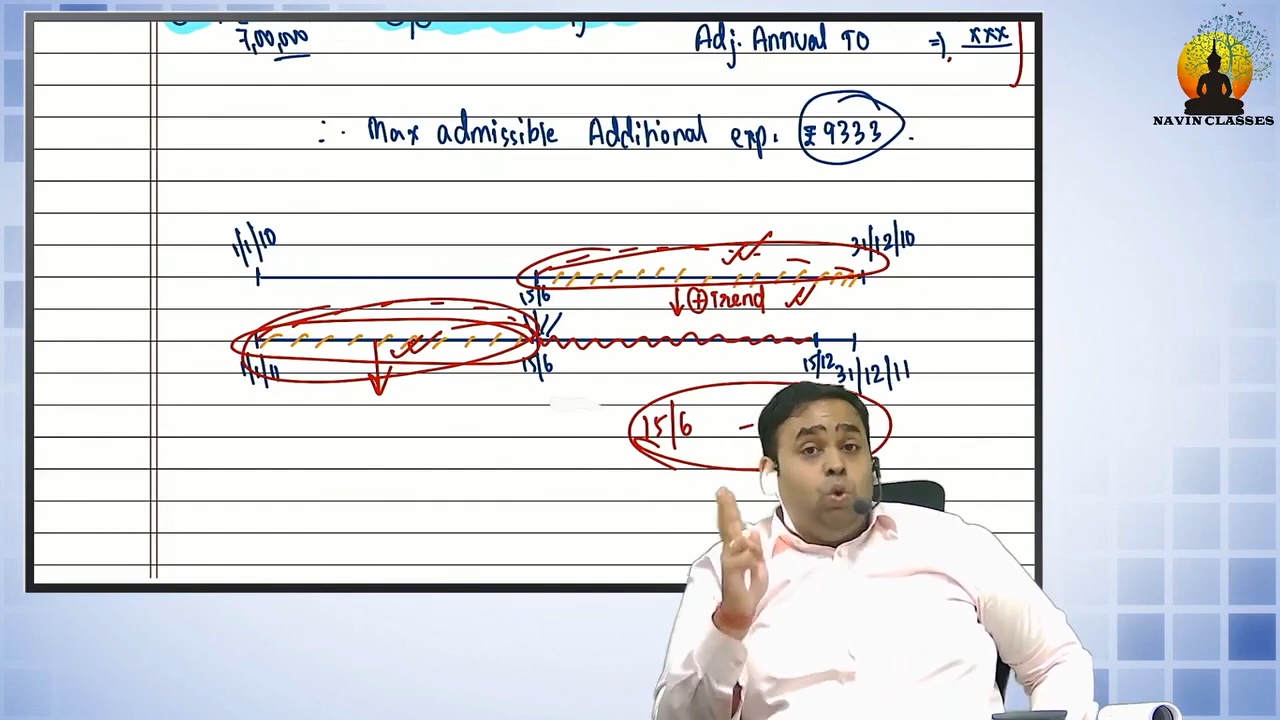 7,00,000
Adj. Annual TO ⇒ xxx
NAVIN CLASSES
∴ Max admissible Additional exp. ₹9333.
1/1/10
31/12/10
15/6
⊕ Trend
1/1/11
15/6
15/12
31/12/11
15/6 -